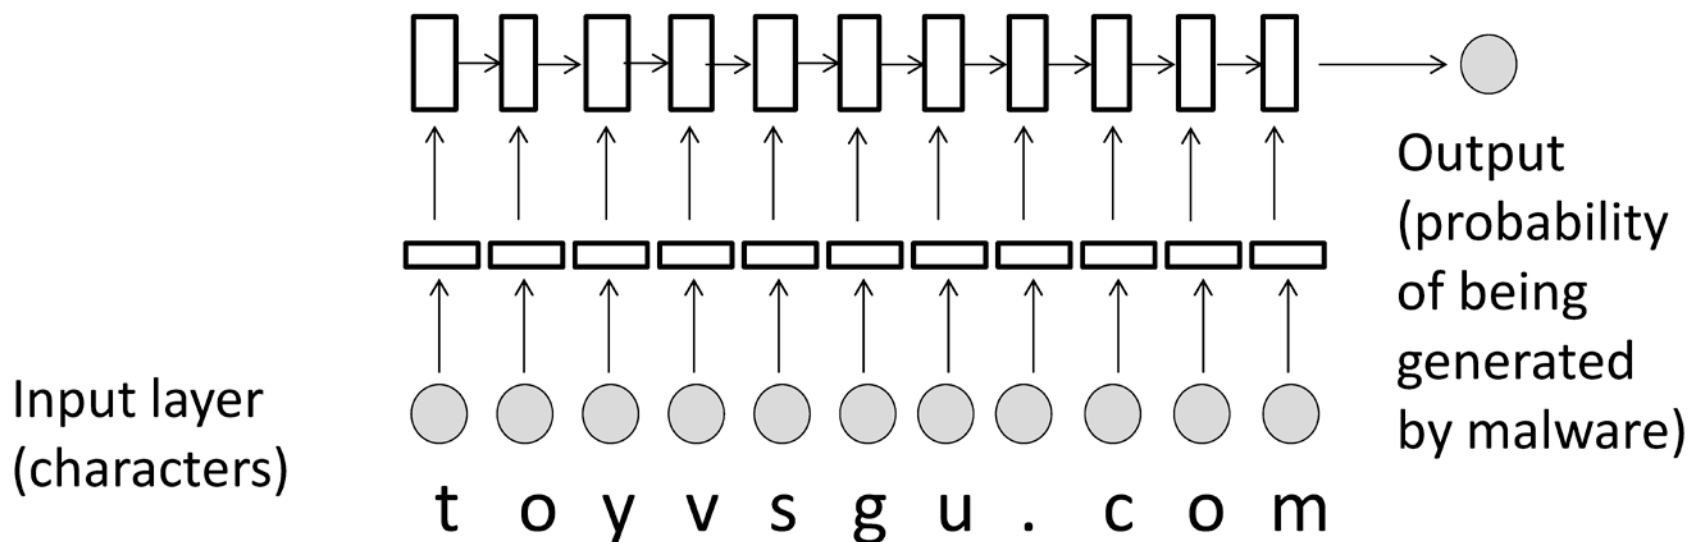 Output
(probability
of being
generated
by malware)
Input layer
(characters)
t o y v s g u . c o m